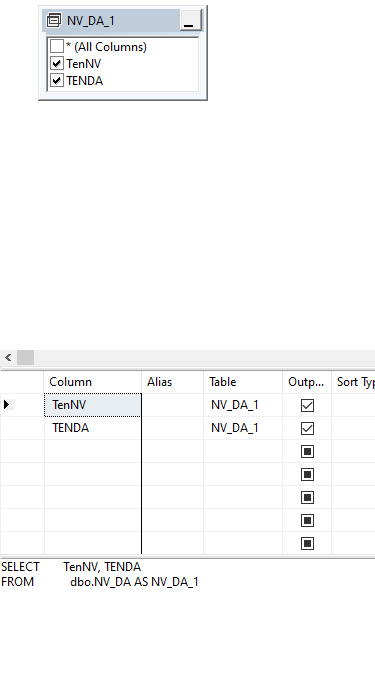 NV_DA_1
* (All Columns)
TenNV
TENDA
Column Alias Table Outp... Sort Typ
TenNV NV_DA_1
TENDA NV_DA_1
SELECT TenNV, TENDA
FROM dbo.NV_DA AS NV_DA_1